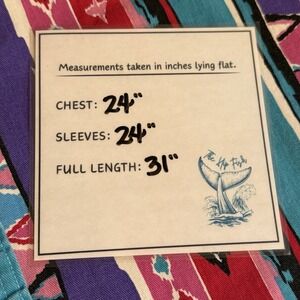 Measurements taken in inches lying flat.
CHEST: 24"
SLEEVES: 24"
FULL LENGTH: 31"